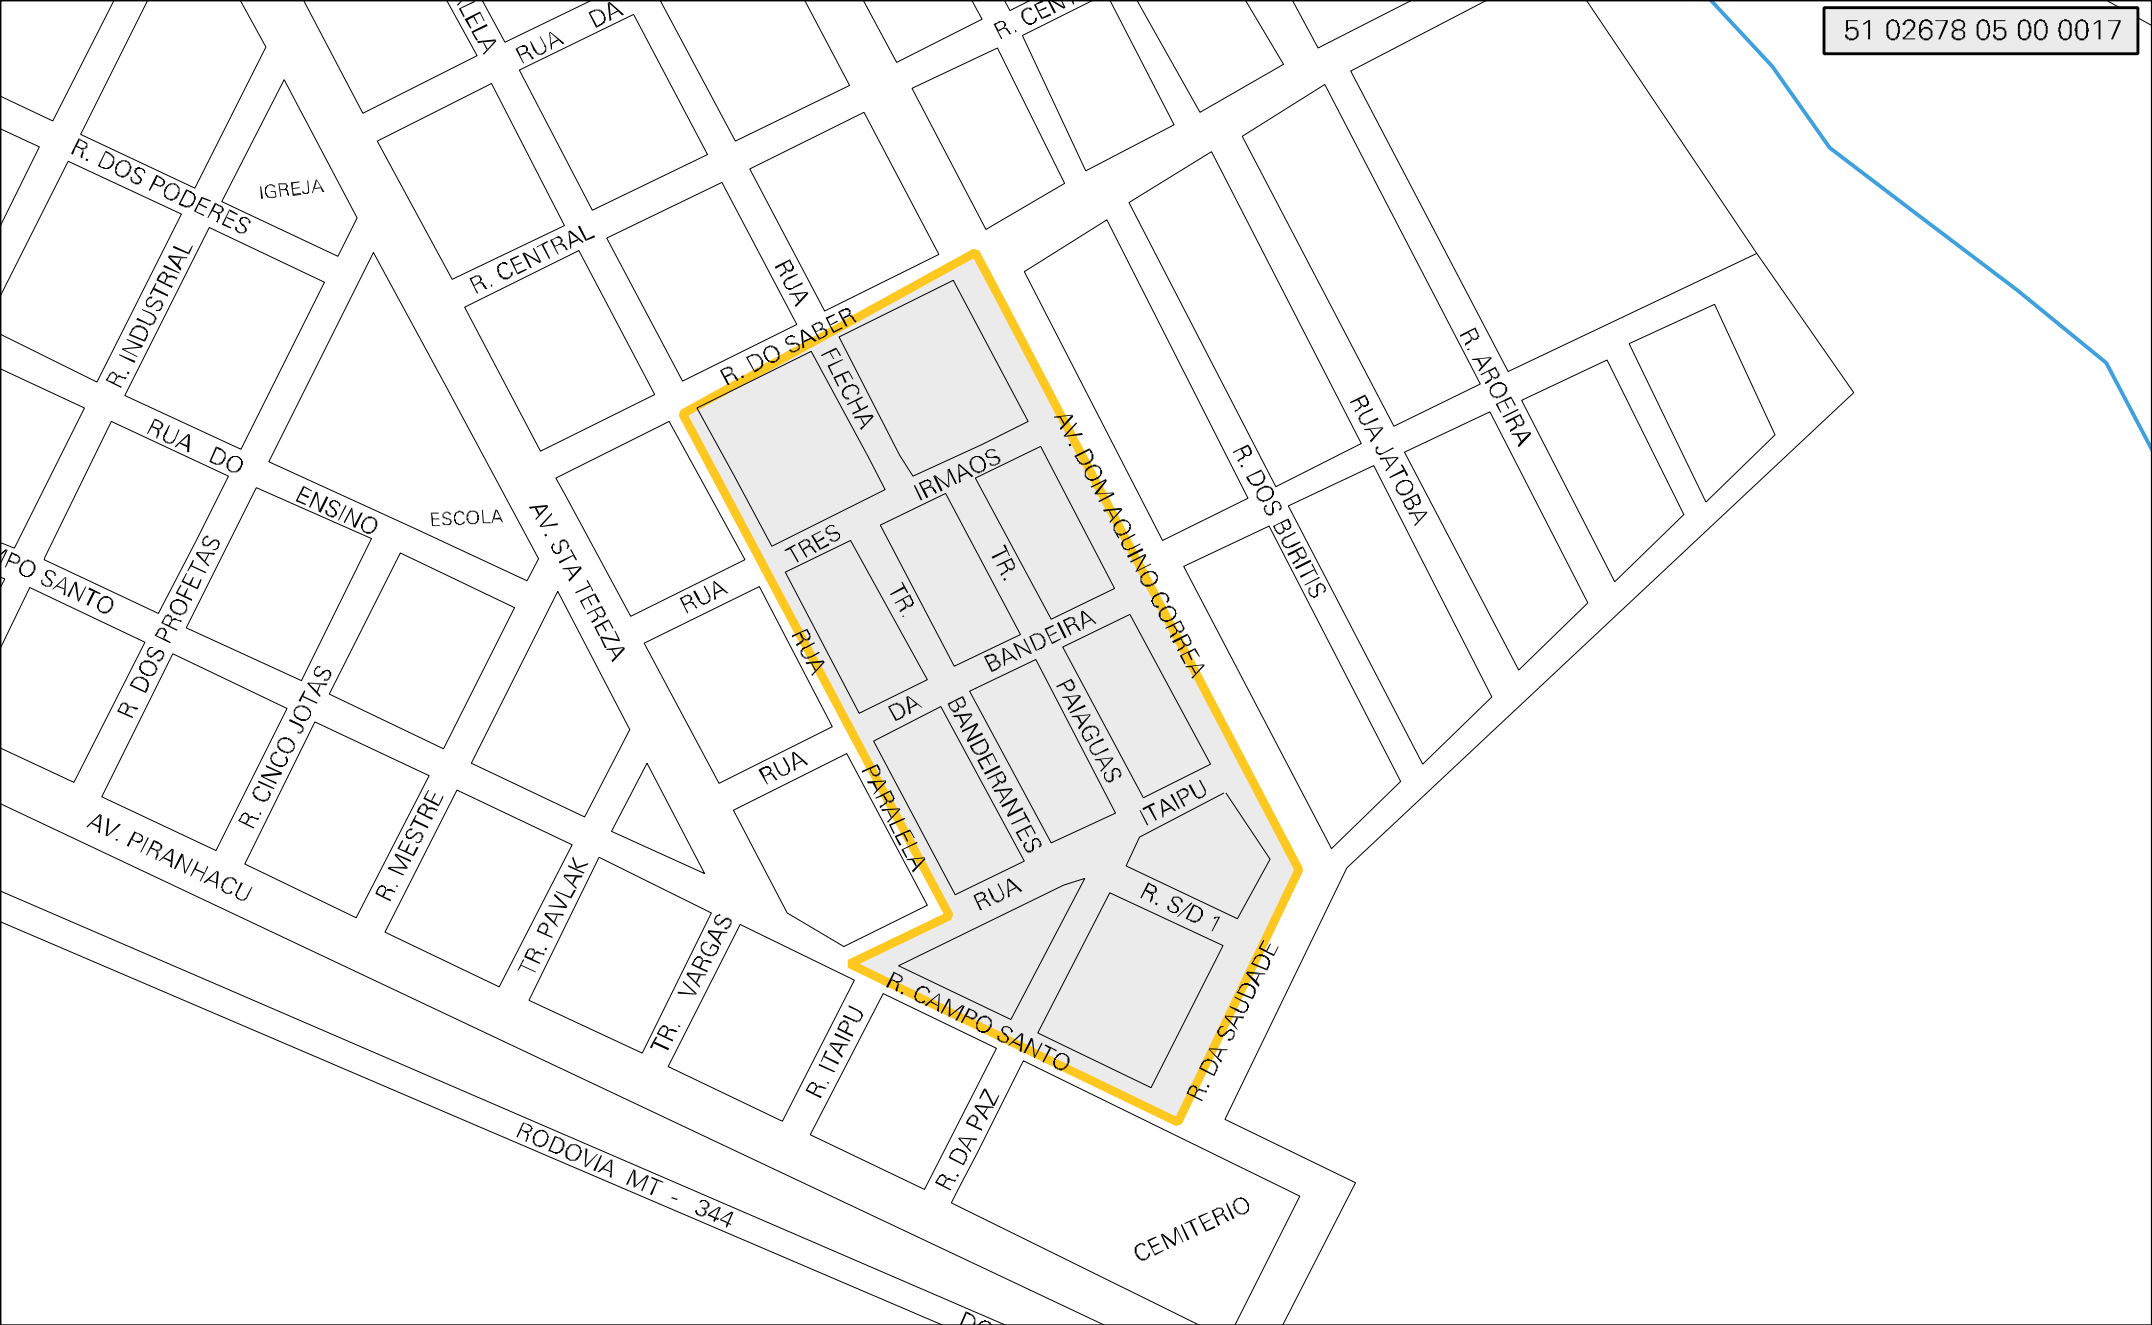 51 02678 05 00 0017
RUA DA
R. DOS PODERES
IGREJA
R. CENTRAL
RUA FLECHA
R. INDUSTRIAL
R. DO SABER
R. AROEIRA
RUA JATOBA
R. DOS BURITIS
AV. DOM AQUINO CORREA
RUA DO ENSINO
ESCOLA
AV. STA TEREZA
RUA TRES IRMAOS
TR.
TR.
R. DOS PROFETAS
MPO SANTO
RUA DA BANDEIRA
RUA PARALELA
BANDEIRANTES
PAIAGUAS
R. CINCO JOTAS
RUA ITAIPU
AV. PIRANHACU
R. MESTRE
TR. PAVLAK
TR. VARGAS
R. S/D 1
R. CAMPO SANTO
R. DA SAUDADE
R. ITAIPU
R. DA PAZ
RODOVIA MT - 344
CEMITERIO